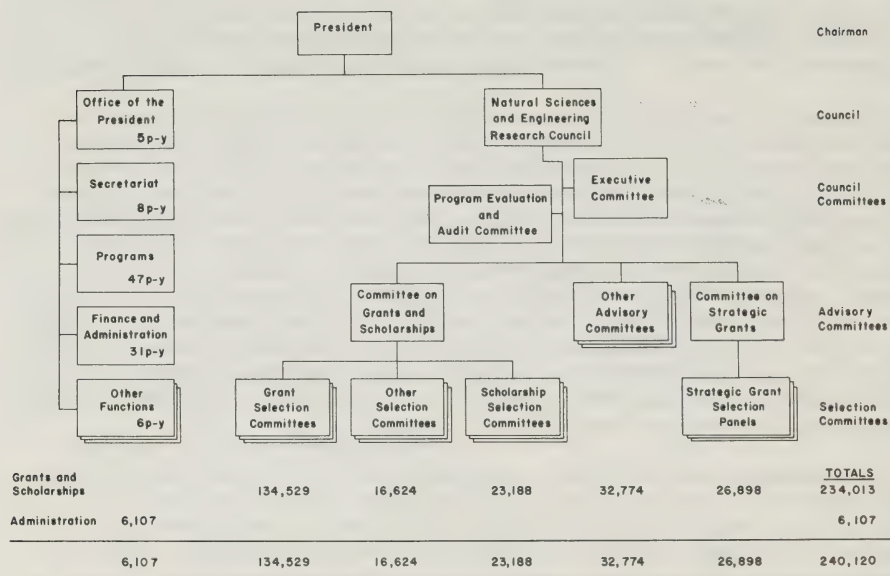 President
Chairman
Office of the
President
5p-y
Natural Sciences
and Engineering
Research Council
Council
Secretariat
8p-y
Executive
Committee
Program Evaluation
and
Audit Committee
Council
Committees
Programs
47p-y
Finance and
Administration
31p-y
Committee on
Grants and
Scholarships
Other
Advisory
Committees
Committee on
Strategic
Grants
Advisory
Committees
Other
Functions
6p-y
Grant
Selection
Committees
Other
Selection
Committees
Scholarship
Selection
Committees
Strategic Grant
Selection
Panels
Selection
Committees
TOTALS
Grants and
Scholarships 134,529 16,624 23,188 32,774 26,898 234,013
Administration 6,107 6,107
6,107 134,529 16,624 23,188 32,774 26,898 240,120